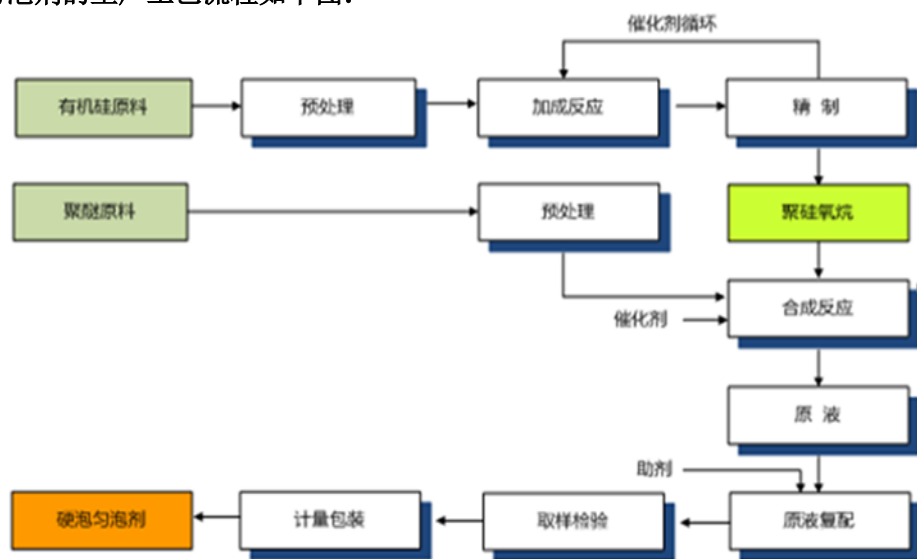 催化剂循环
有机硅原料
预处理
加成反应
精 制
聚醚原料
预处理
聚硅氧烷
合成反应
催化剂
原 液
助剂
硬泡匀泡剂
计量包装
取样检验
原液复配